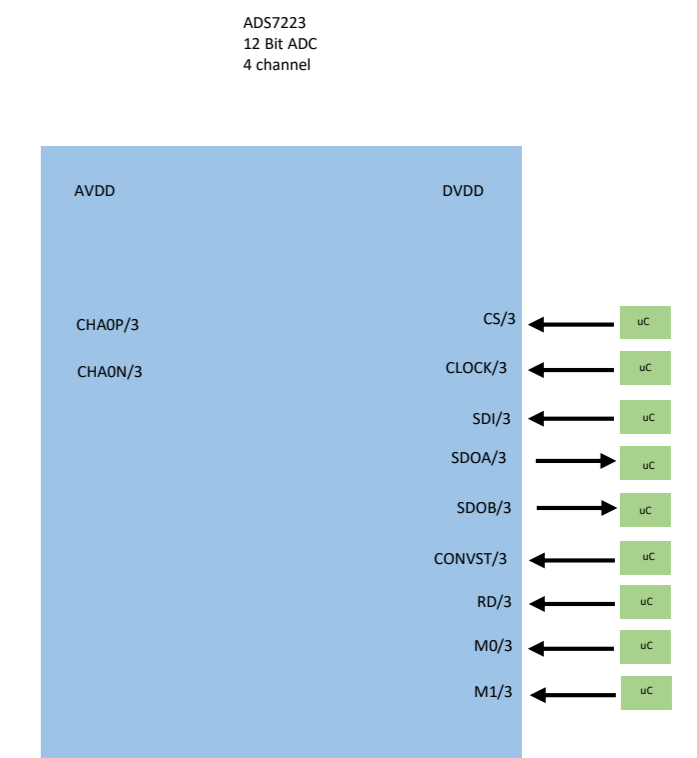 ADS7223
12 Bit ADC
4 channel
AVDD
DVDD
CHA0P/3
CHA0N/3
CS/3
uC
CLOCK/3
uC
SDI/3
uC
SDOA/3
uC
SDOB/3
uC
CONVST/3
uC
RD/3
uC
M0/3
uC
M1/3
uC